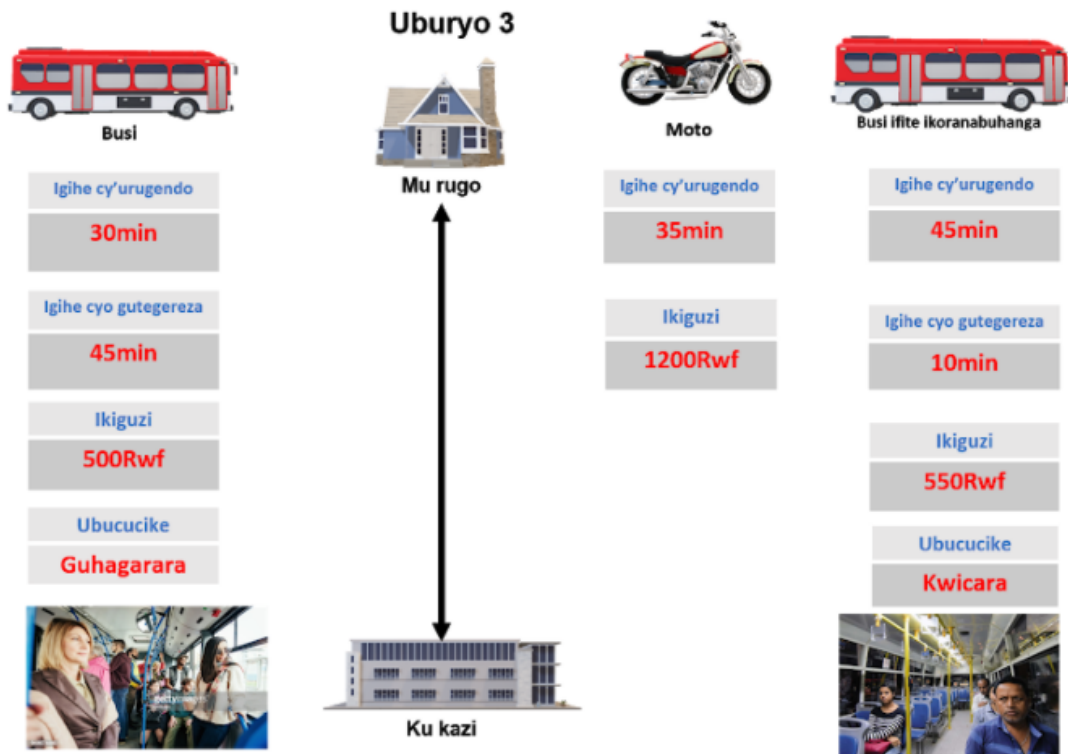 Uburyo 3
Busi
Igihe cy'urugendo
30min
Igihe cyo gutegereza
45min
Ikiguzi
500Rwf
Ubucucike
Guhagarara
Mu rugo
Ku kazi
Moto
Igihe cy'urugendo
35min
Ikiguzi
1200Rwf
Busi ifite ikoranabuhanga
Igihe cy'urugendo
45min
Igihe cyo gutegereza
10min
Ikiguzi
550Rwf
Ubucucike
Kwicara